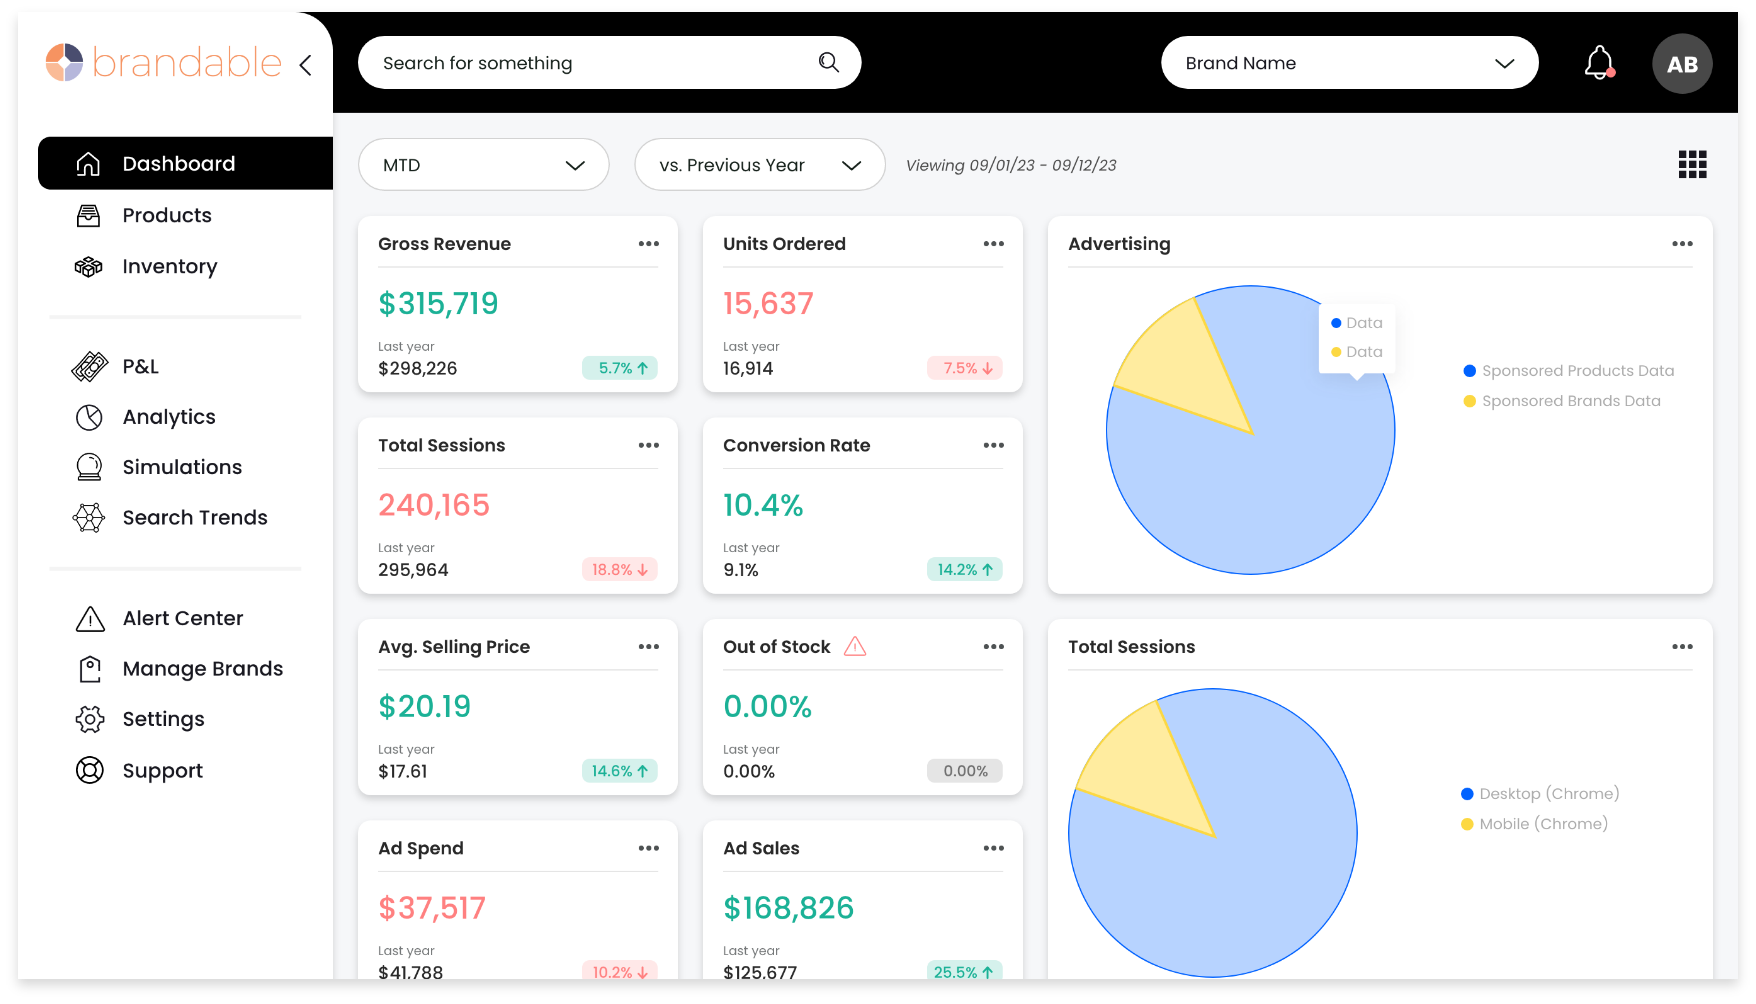 brandable
Search for something
Brand Name
AB
Dashboard
Products
Inventory
P&L
Analytics
Simulations
Search Trends
Alert Center
Manage Brands
Settings
Support
MTD
vs. Previous Year
Viewing 09/01/23 - 09/12/23
Gross Revenue
$315,719
Last year
$298,226
5.7%
Units Ordered
15,637
Last year
16,914
7.5%
Advertising
Data
Data
Sponsored Products Data
Sponsored Brands Data
Total Sessions
240,165
Last year
295,964
18.8%
Conversion Rate
10.4%
Last year
9.1%
14.2%
Avg. Selling Price
$20.19
Last year
$17.61
14.6%
Out of Stock
0.00%
Last year
0.00%
0.00%
Total Sessions
Desktop (Chrome)
Mobile (Chrome)
Ad Spend
$37,517
Last year
$41,788
10.2%
Ad Sales
$168,826
Last year
$125,677
25.5%